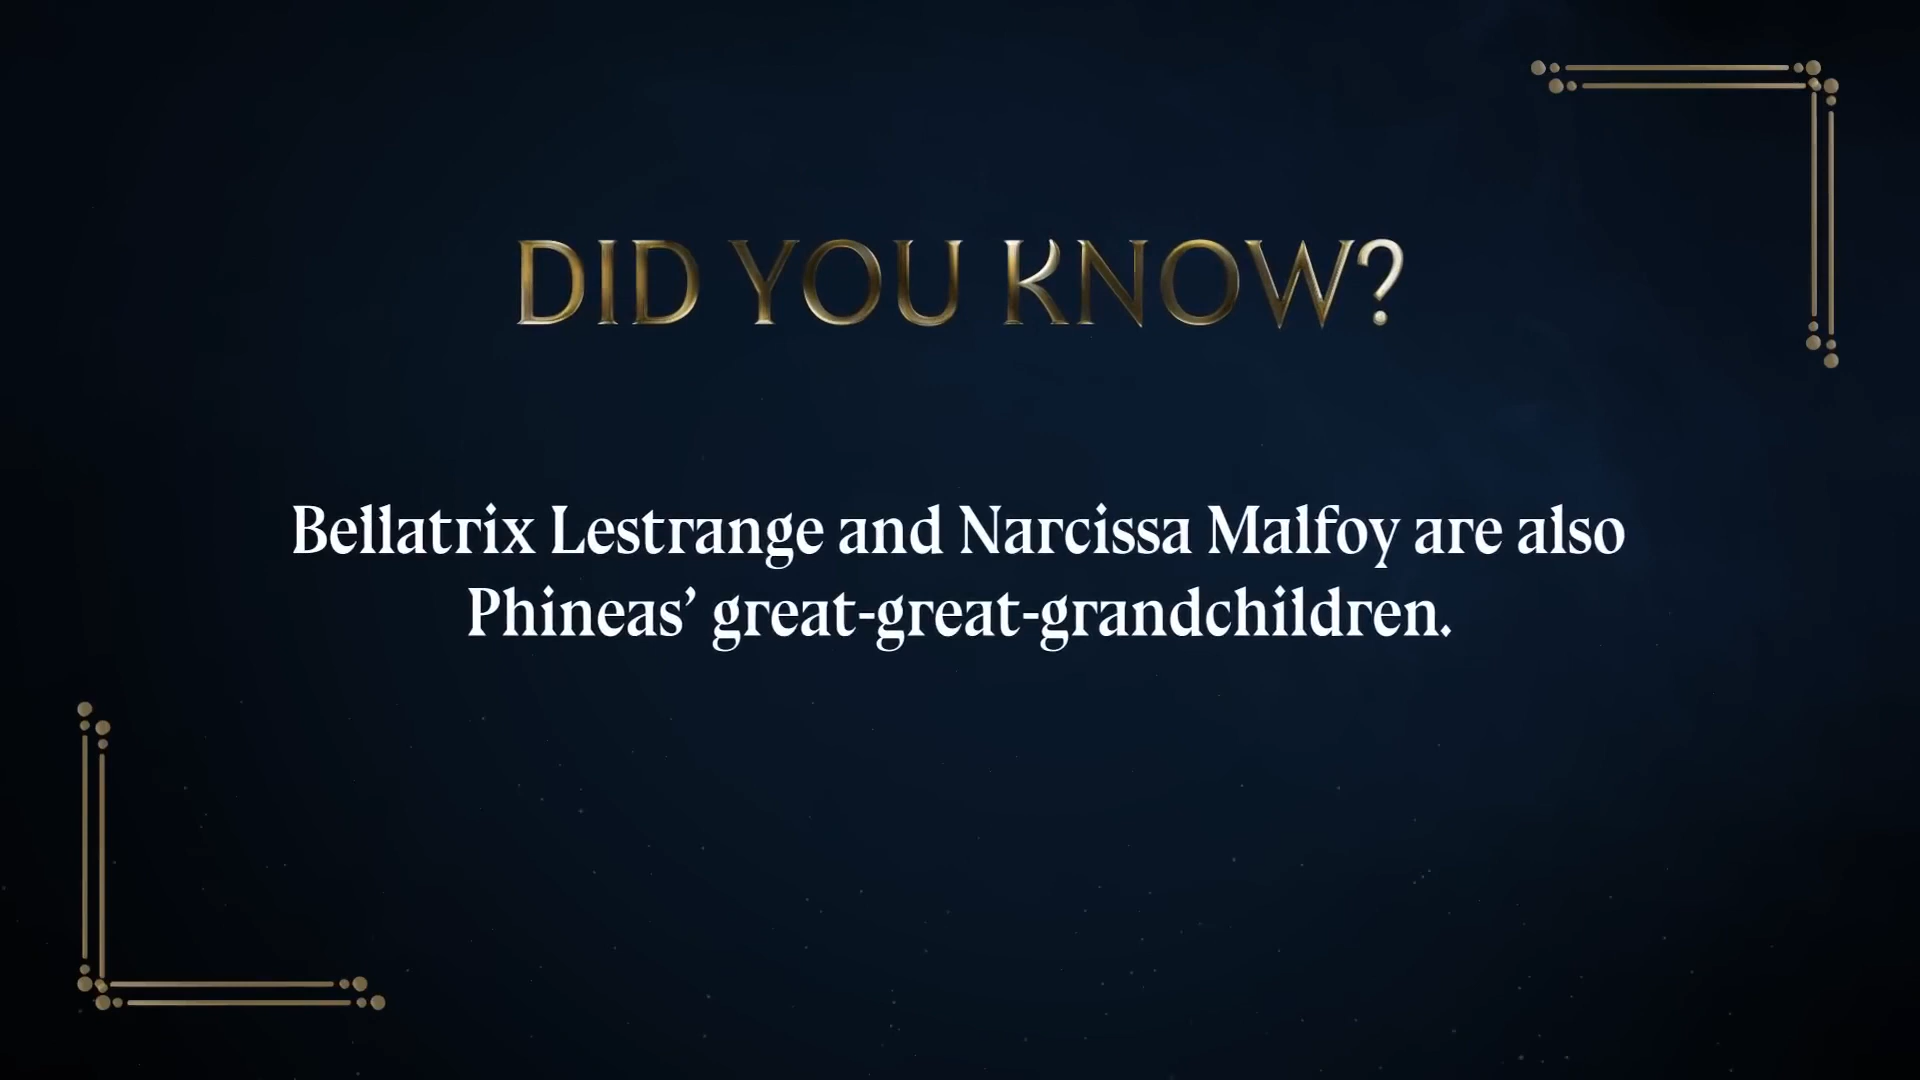 DID YOU KNOW?
Bellatrix Lestrange and Narcissa Malfoy are also
Phineas’ great-great-grandchildren.